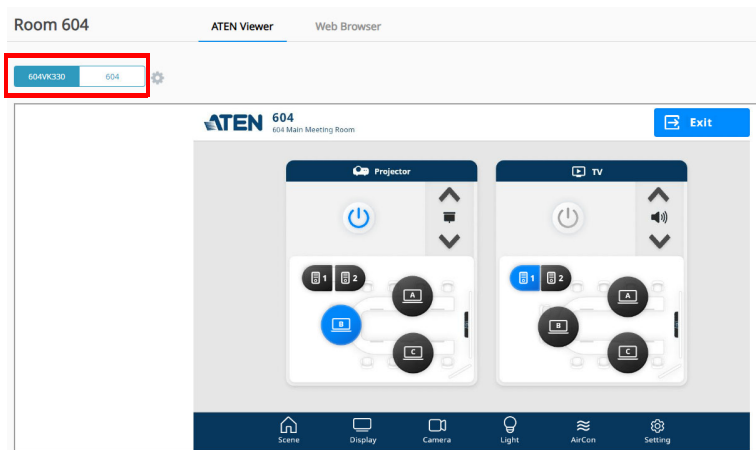 Room 604
ATEN Viewer
Web Browser
604VK330
604
ATEN
604
604 Main Meeting Room
Exit
Projector
TV
1
2
A
B
C
1
2
A
B
C
Scene
Display
Camera
Light
AirCon
Setting